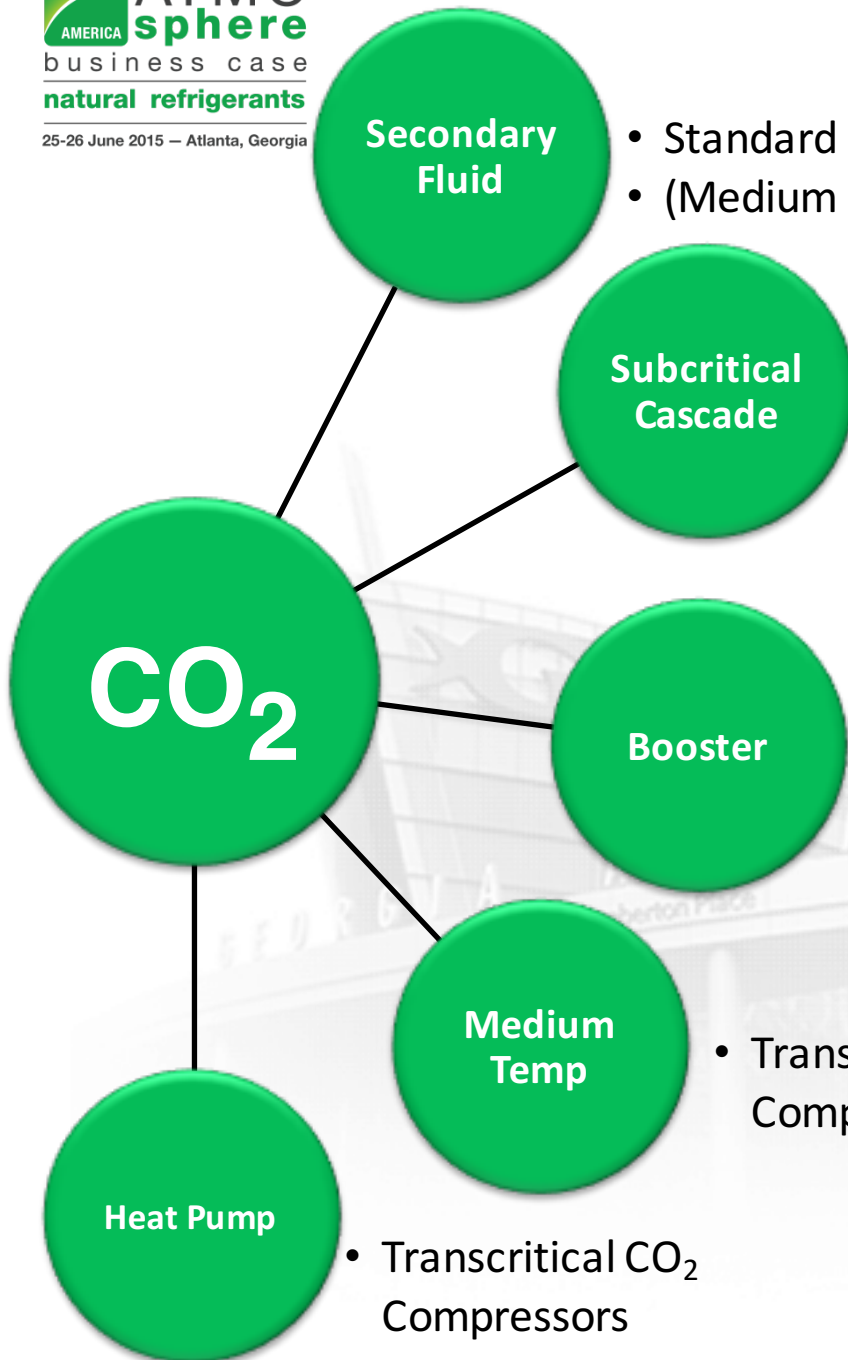 AMERICA sphere
business case
natural refrigerants
25-26 June 2015 — Atlanta, Georgia
Secondary
Fluid
• Standard
• (Medium
Subcritical
Cascade
CO₂
Booster
GEORGIA
Medium
Temp
Heat Pump
• Transcritical CO₂
Compressors